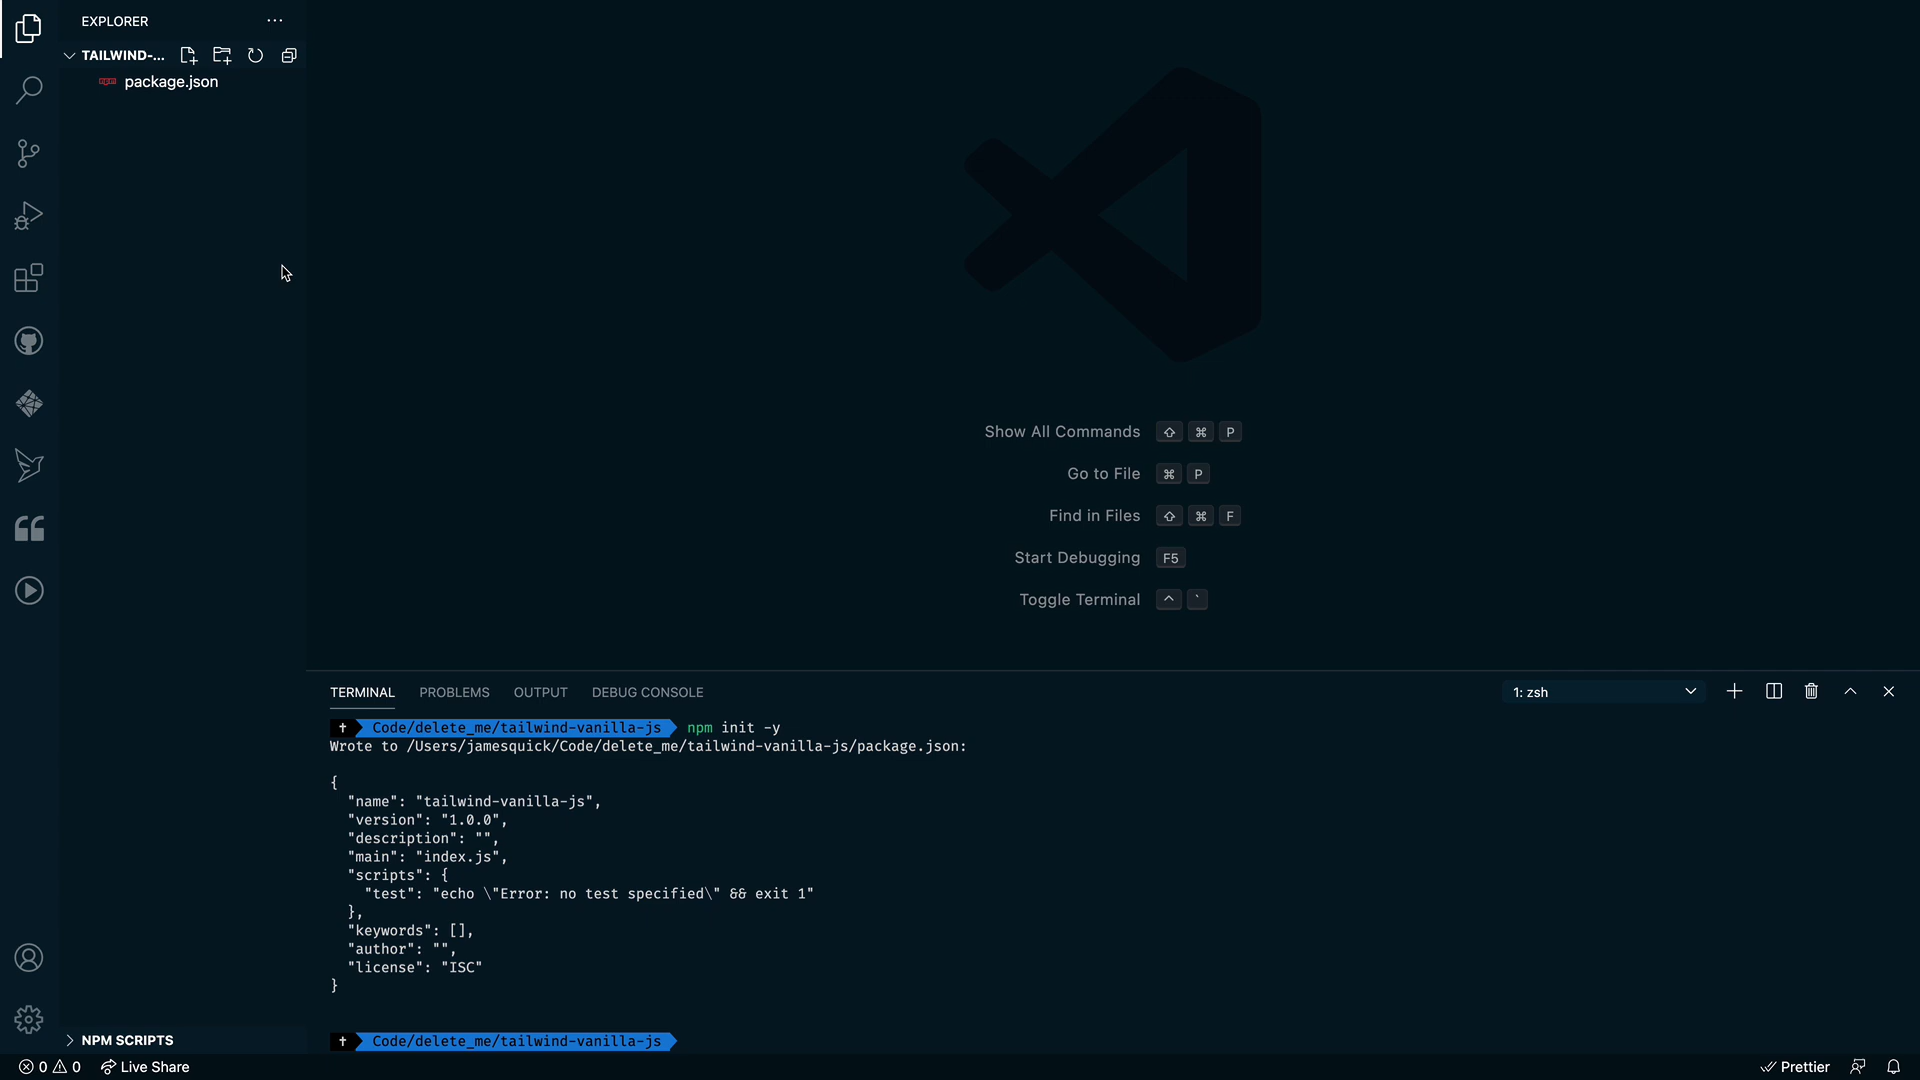 EXPLORER
TAILWIND-...
package.json
Show All Commands ⇧ ⌘ P
Go to File ⌘ P
Find in Files ⇧ ⌘ F
Start Debugging F5
Toggle Terminal ^ `
TERMINAL PROBLEMS OUTPUT DEBUG CONSOLE 1: zsh
† Code/delete_me/tailwind-vanilla-js npm init -y
Wrote to /Users/jamesquick/Code/delete_me/tailwind-vanilla-js/package.json:
{
"name": "tailwind-vanilla-js",
"version": "1.0.0",
"description": "",
"main": "index.js",
"scripts": {
"test": "echo \"Error: no test specified\" && exit 1"
},
"keywords": [],
"author": "",
"license": "ISC"
}
† Code/delete_me/tailwind-vanilla-js
NPM SCRIPTS
0 0 Live Share Prettier